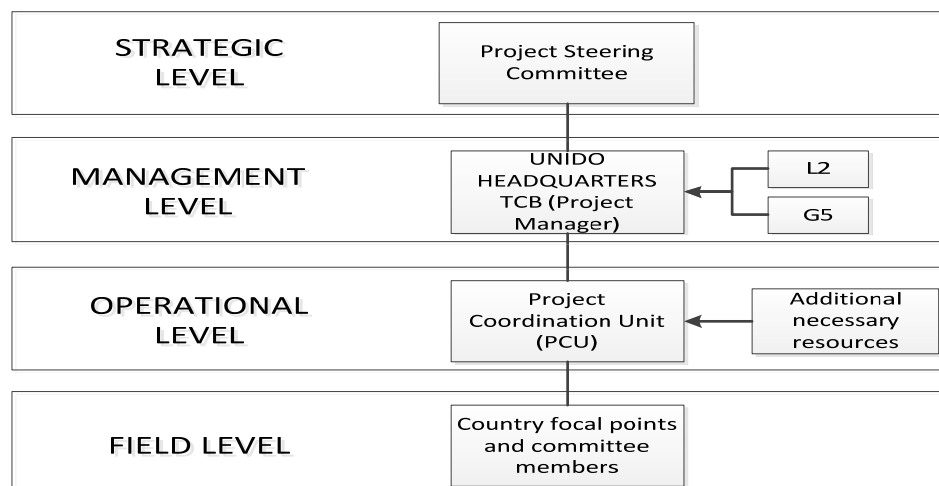 STRATEGIC
LEVEL
Project Steering
Committee
MANAGEMENT
LEVEL
UNIDO
HEADQUARTERS
TCB (Project
Manager)
L2
G5
OPERATIONAL
LEVEL
Project
Coordination Unit
(PCU)
Additional
necessary
resources
FIELD LEVEL
Country focal points
and committee
members